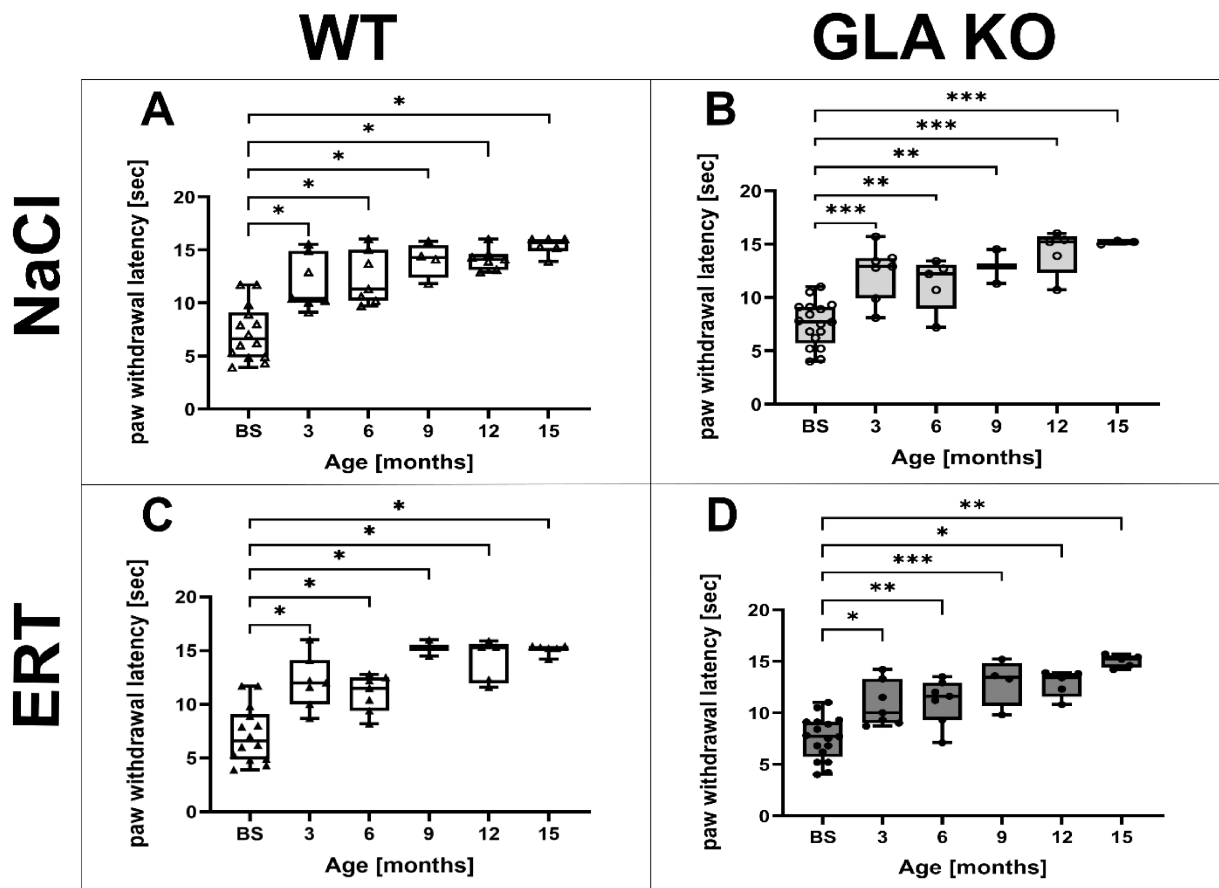 WT
GLA KO
NaCl
ERT
A
*
*
*
*
*
paw withdrawal latency [sec]
20
15
10
5
0
BS 3 6 9 12 15
Age [months]
B
***
***
**
**
***
paw withdrawal latency [sec]
20
15
10
5
0
BS 3 6 9 12 15
Age [months]
C
*
*
*
*
*
paw withdrawal latency [sec]
20
15
10
5
0
BS 3 6 9 12 15
Age [months]
D
**
*
***
**
*
paw withdrawal latency [sec]
20
15
10
5
0
BS 3 6 9 12 15
Age [months]